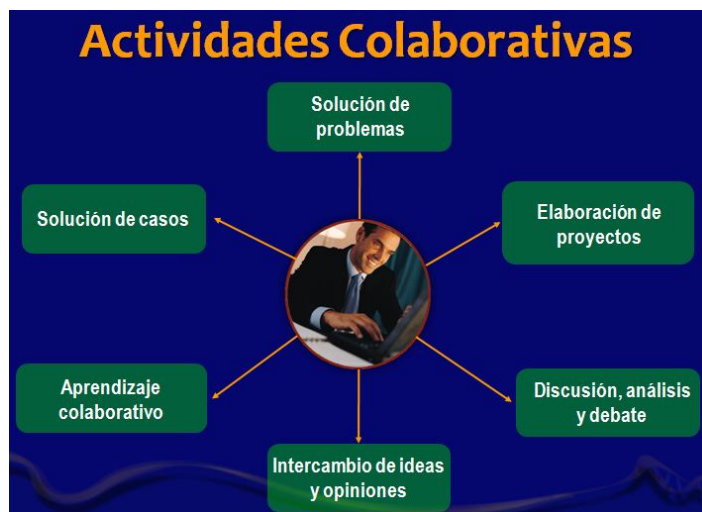 Actividades Colaborativas
Solución de
problemas
Solución de casos
Elaboración de
proyectos
Aprendizaje
colaborativo
Discusión, análisis
y debate
Intercambio de ideas
y opiniones